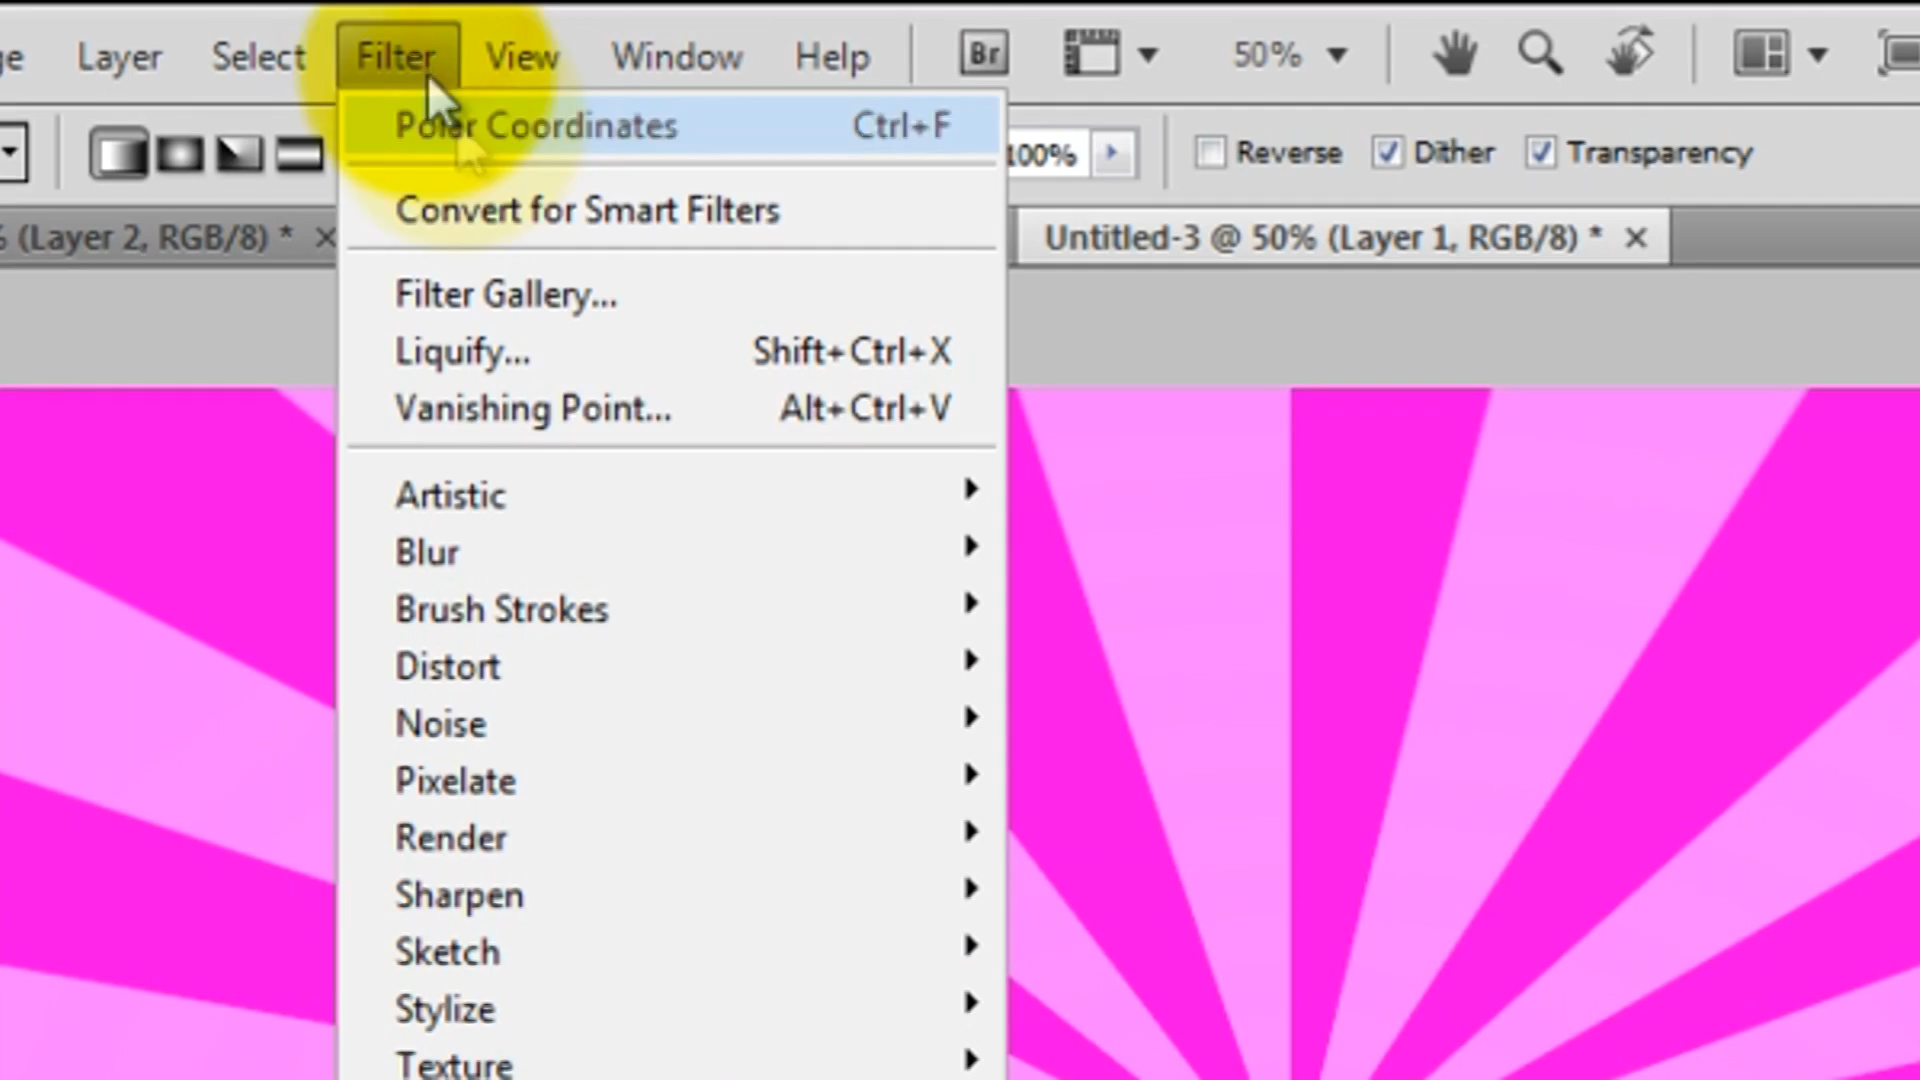 ge Layer Select Filter View Window Help Br 50%
Polar Coordinates Ctrl+F
100% Reverse Dither Transparency
Convert for Smart Filters
% (Layer 2, RGB/8) * × Untitled-3 @ 50% (Layer 1, RGB/8) * ×
Filter Gallery...
Liquify... Shift+Ctrl+X
Vanishing Point... Alt+Ctrl+V
Artistic
Blur
Brush Strokes
Distort
Noise
Pixelate
Render
Sharpen
Sketch
Stylize
Texture